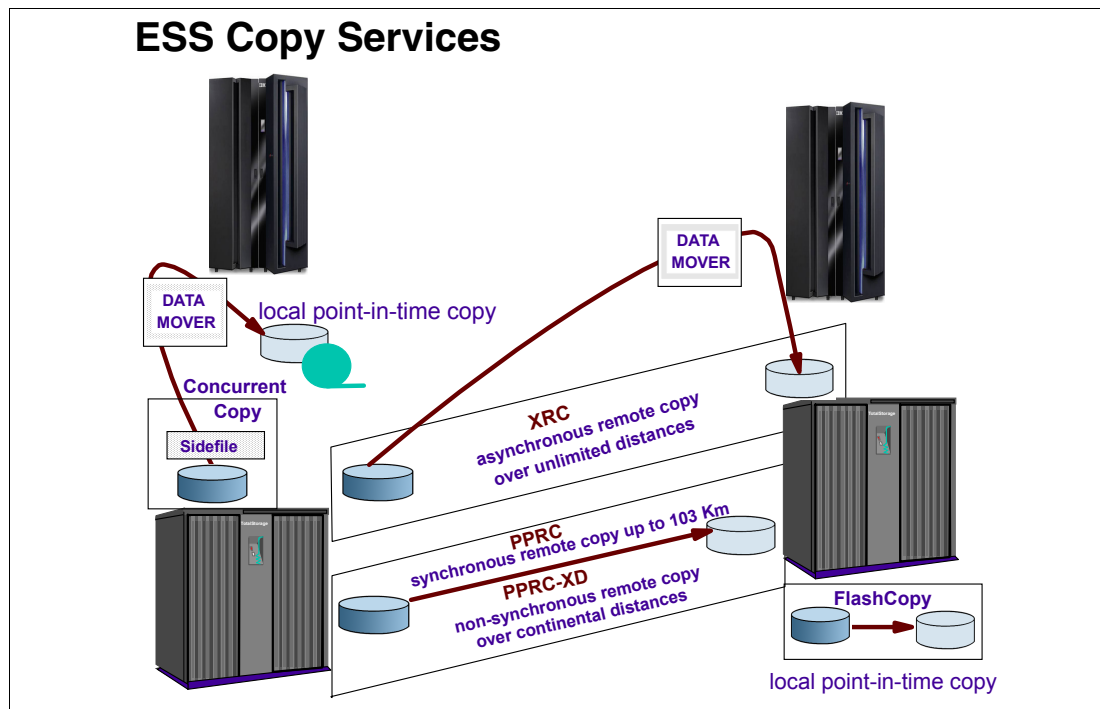 ESS Copy Services
DATA
MOVER
local point-in-time copy
Concurrent
Copy
Sidefile
DATA
MOVER
XRC
asynchronous remote copy
over unlimited distances
PPRC
synchronous remote copy up to 103 Km
PPRC-XD
non-synchronous remote copy
over continental distances
TotalStorage
TotalStorage
FlashCopy
local point-in-time copy